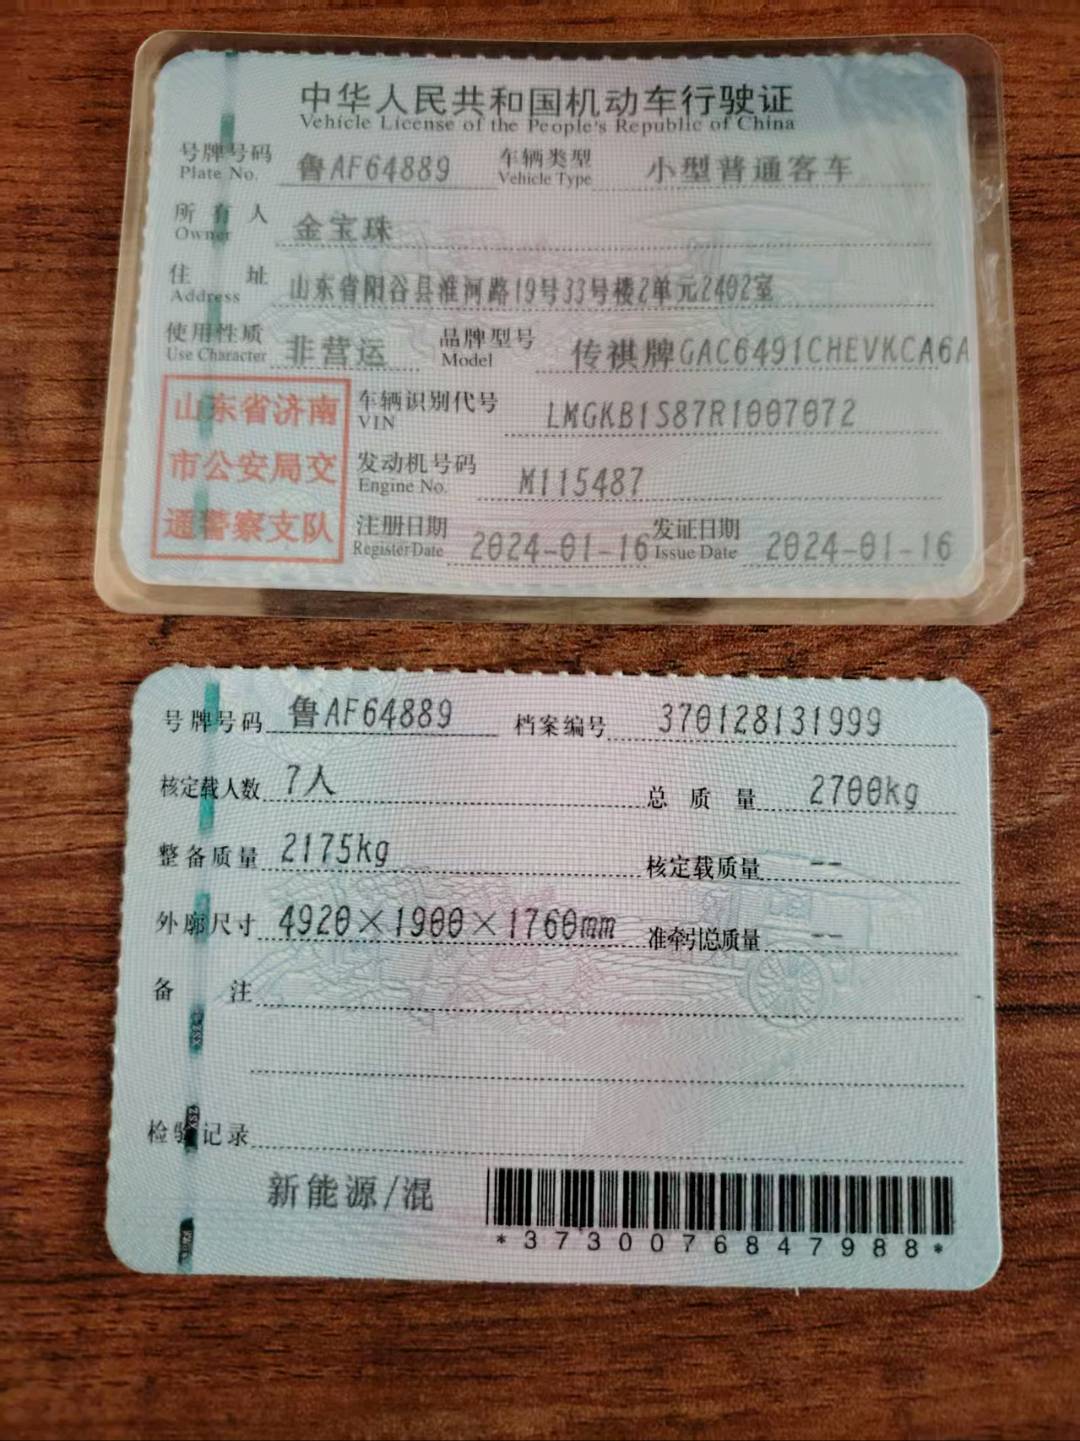 中华人民共和国机动车行驶证
Vehicle License of the People's Republic of China
号牌号码 鲁AF64889 车辆类型 小型普通客车
Plate No. Vehicle Type
所有人 金宝珠
Owner
住址 山东省阳谷县淮河路19号33号楼2单元2402室
Address
使用性质 非营运 品牌型号 传祺牌GAC6491CHEVKCA6A
Use Character Model
山东省济南
市公安局交
通警察支队
车辆识别代号 LMGKB1S87R1007072
VIN
发动机号码 M115487
Engine No.
注册日期 2024-01-16 发证日期 2024-01-16
Register Date Issue Date
号牌号码 鲁AF64889 档案编号 370128131999
核定载人数 7人 总质量 2700kg
整备质量 2175kg 核定载质量 --
外廓尺寸 4920×1900×1760mm 准牵引总质量 --
备注
检验记录
新能源/混
*3730076847988*